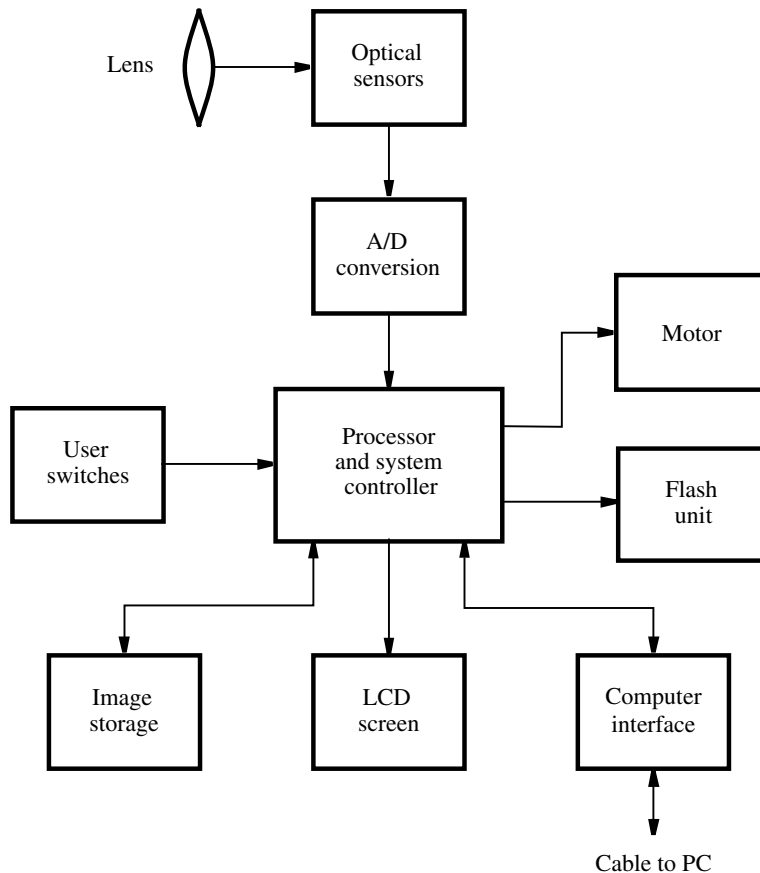 Lens
Optical
sensors
A/D
conversion
Motor
User
switches
Processor
and system
controller
Flash
unit
Image
storage
LCD
screen
Computer
interface
Cable to PC